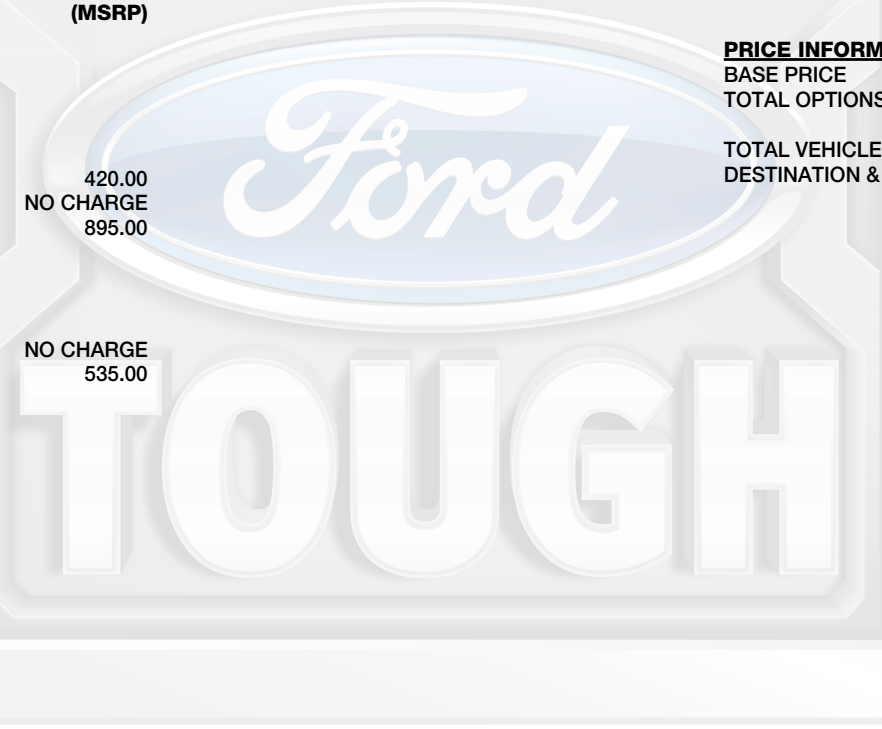 (MSRP)
420.00
NO CHARGE
895.00
NO CHARGE
535.00
PRICE INFORM
BASE PRICE
TOTAL OPTIONS
TOTAL VEHICLE
DESTINATION &
Ford
TOUGH